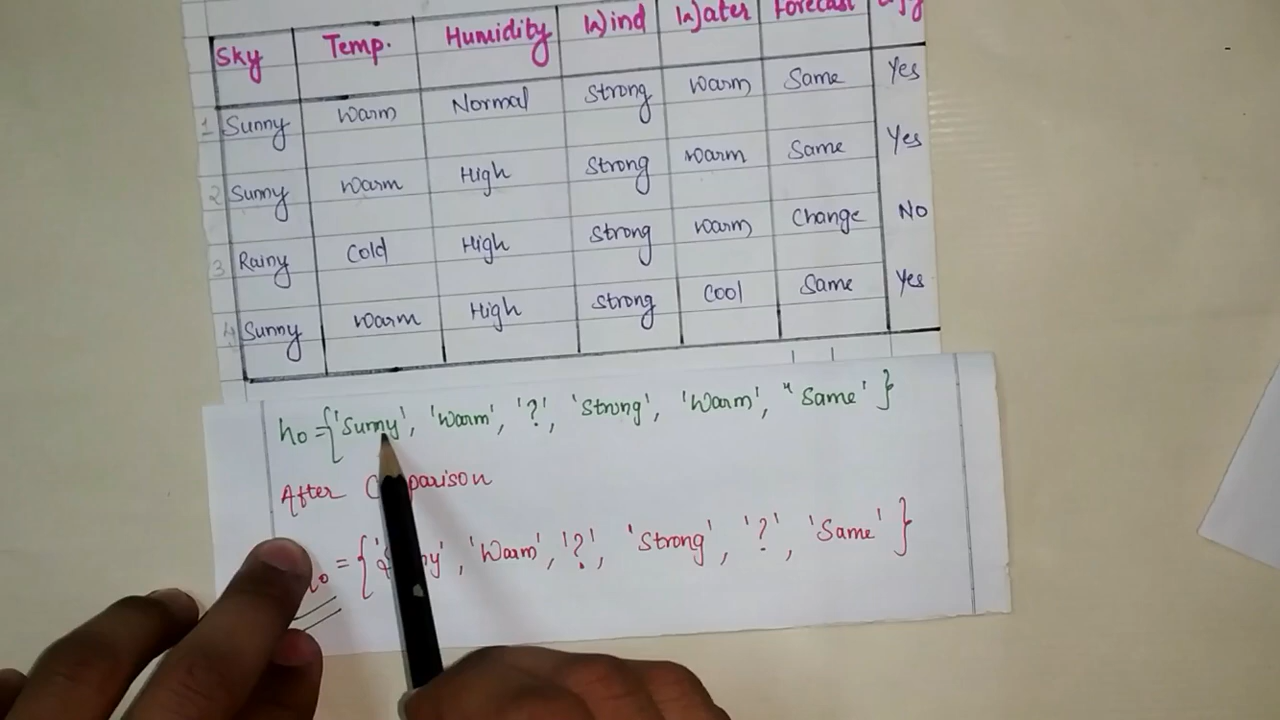 Sky Temp. Humidity Wind Water Forecast
1 Sunny Warm Normal Strong Warm Same Yes
2 Sunny Warm High Strong Warm Same Yes
3 Rainy Cold High Strong Warm Change No
4 Sunny Warm High Strong Cool Same Yes
h0 = {'Sunny', 'Warm', '?', 'Strong', 'Warm', "Same' }
After
= { 'Warm', '?', 'Strong', '?', 'Same' }